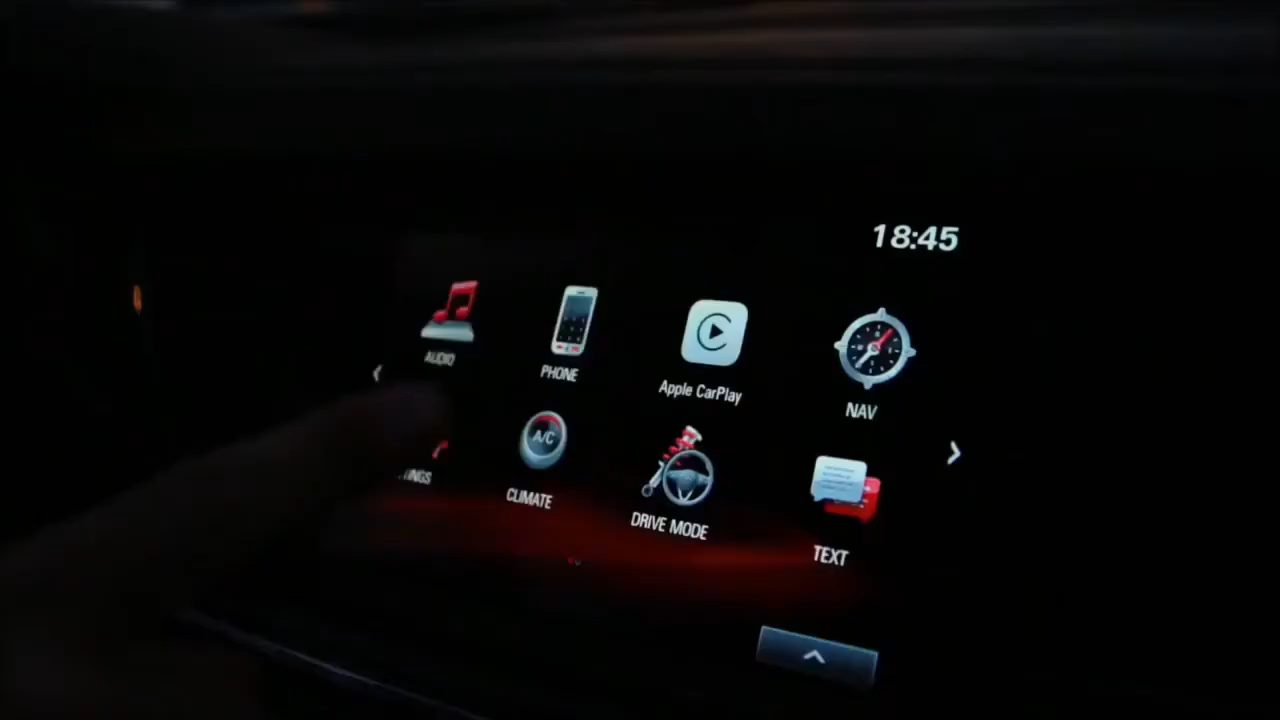 18:45
AUDIO
PHONE
Apple CarPlay
NAV
A/C
CLIMATE
DRIVE MODE
TEXT